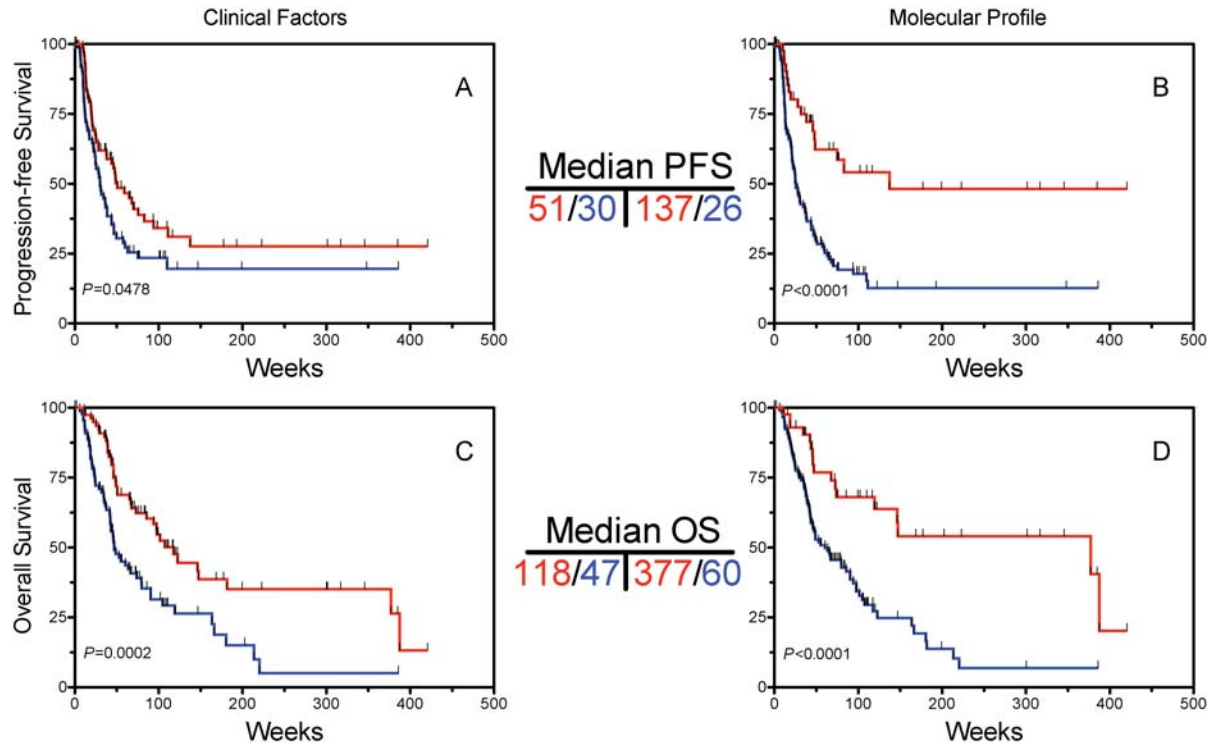 Clinical Factors
Molecular Profile
Progression-free Survival
100
75
50
25
0
A
P=0.0478
0 100 200 300 400 500
Weeks
Median PFS
51/30 137/26
100
75
50
25
0
B
P<0.0001
0 100 200 300 400 500
Weeks
Overall Survival
100
75
50
25
0
C
P=0.0002
0 100 200 300 400 500
Weeks
Median OS
118/47 377/60
100
75
50
25
0
D
P<0.0001
0 100 200 300 400 500
Weeks